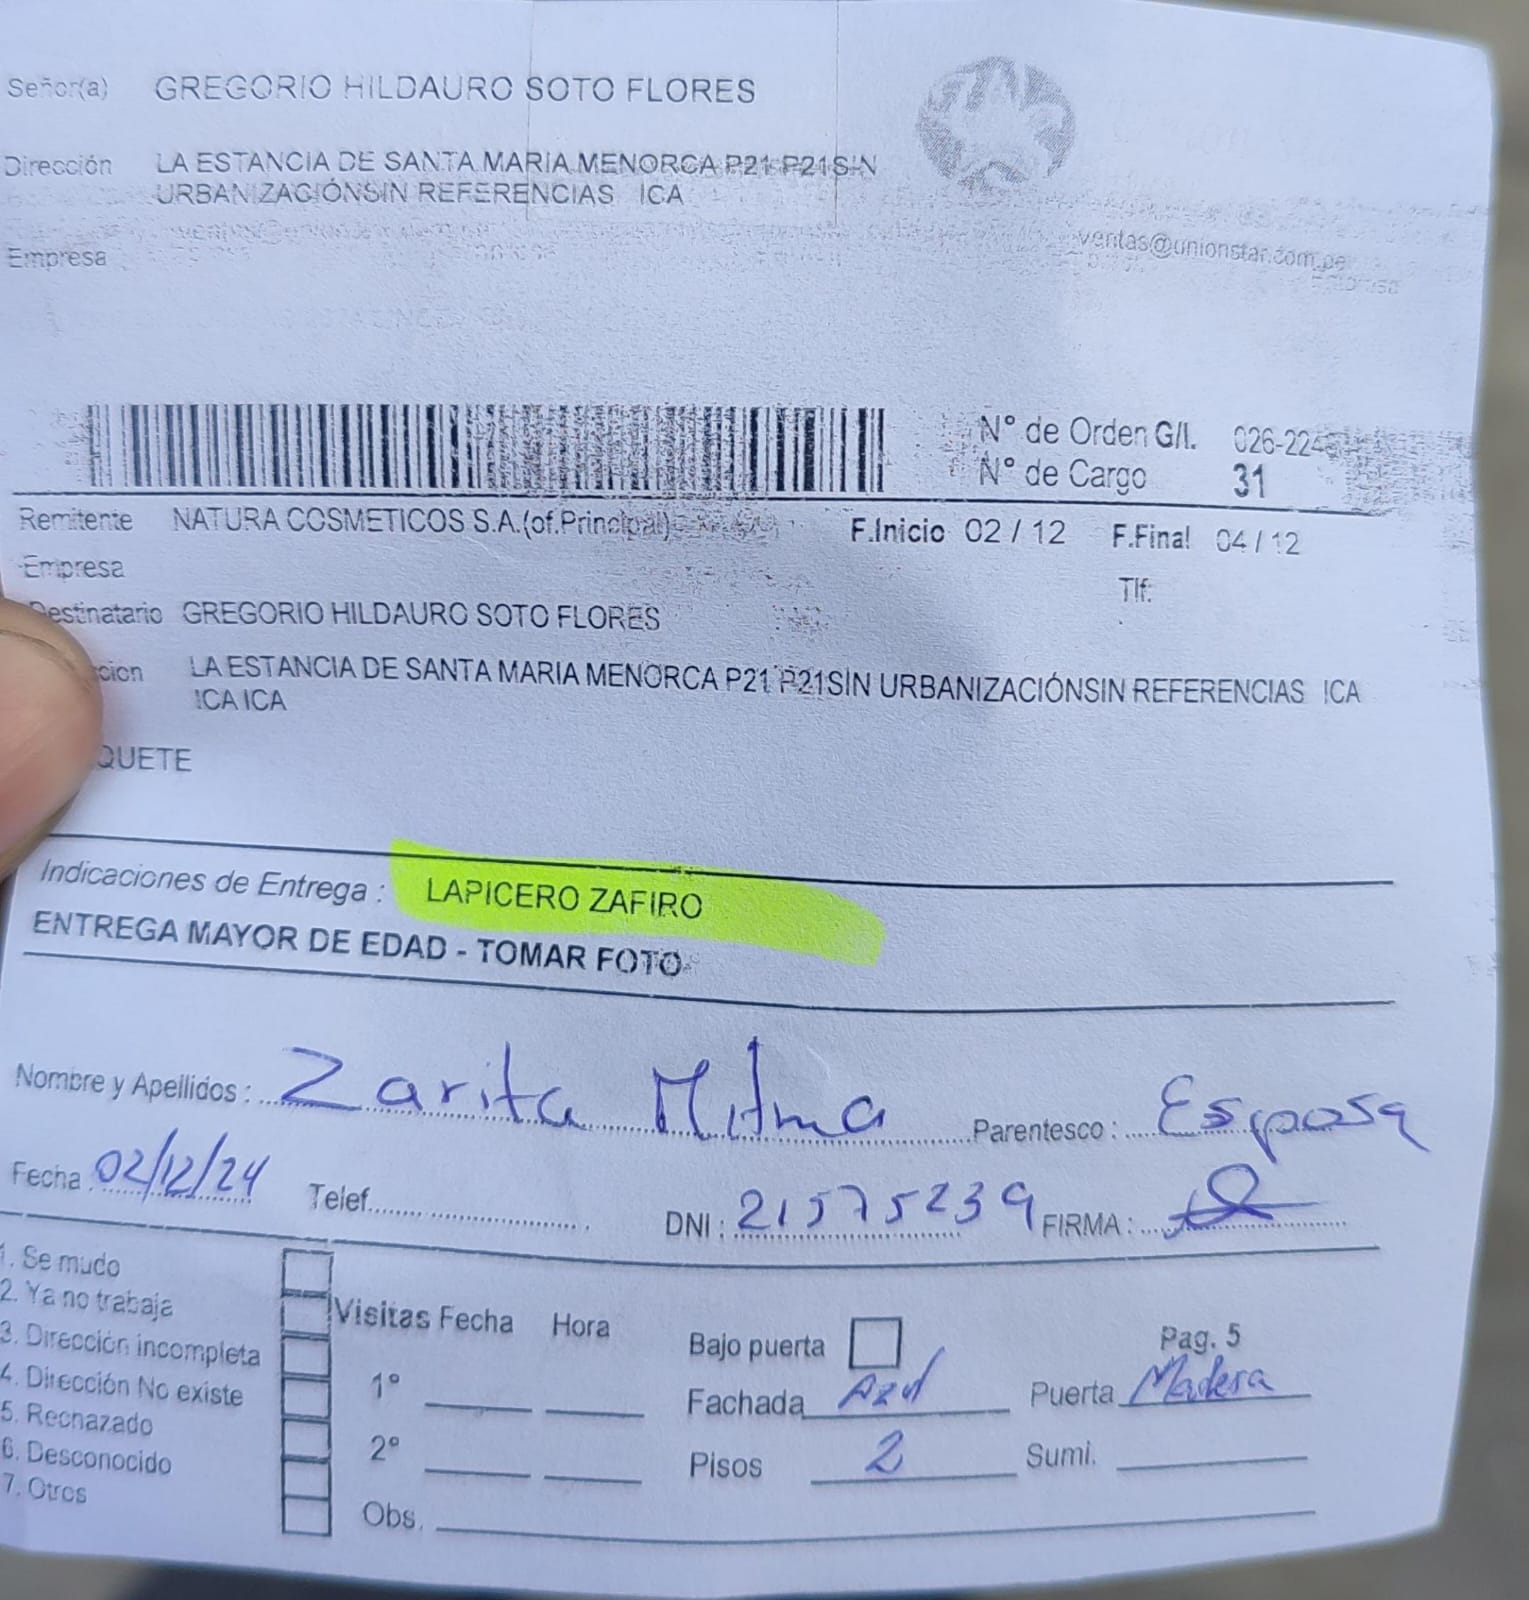 Señor(a) GREGORIO HILDAURO SOTO FLORES
Dirección LA ESTANCIA DE SANTA MARIA MENORCA P21 P21SIN
URBANIZACIÓNSIN REFERENCIAS ICA
ventas@unionstar.com.pe
Empresa
Nº de Orden G/I. 026-224
Nº de Cargo 31
Remitente NATURA COSMETICOS S.A.(of.Principal) F.Inicio 02 / 12 F.Final 04 / 12
Empresa Tlf:
Destinatario GREGORIO HILDAURO SOTO FLORES
cion LA ESTANCIA DE SANTA MARIA MENORCA P21 P21SIN URBANIZACIÓNSIN REFERENCIAS ICA
ICA ICA
QUETE
Indicaciones de Entrega : LAPICERO ZAFIRO
ENTREGA MAYOR DE EDAD - TOMAR FOTO
Nombre y Apellidos : Zarita Mitma Parentesco : Esposa
Fecha 02/12/24 Telef. DNI : 21575239 FIRMA :
1. Se mudo
2. Ya no trabaja Visitas Fecha Hora Bajo puerta Pag. 5
3. Dirección incompleta
4. Dirección No existe 1º Fachada Azul Puerta Madera
5. Rechazado
6. Desconocido 2º Pisos 2 Sumi.
7. Otros
Obs.